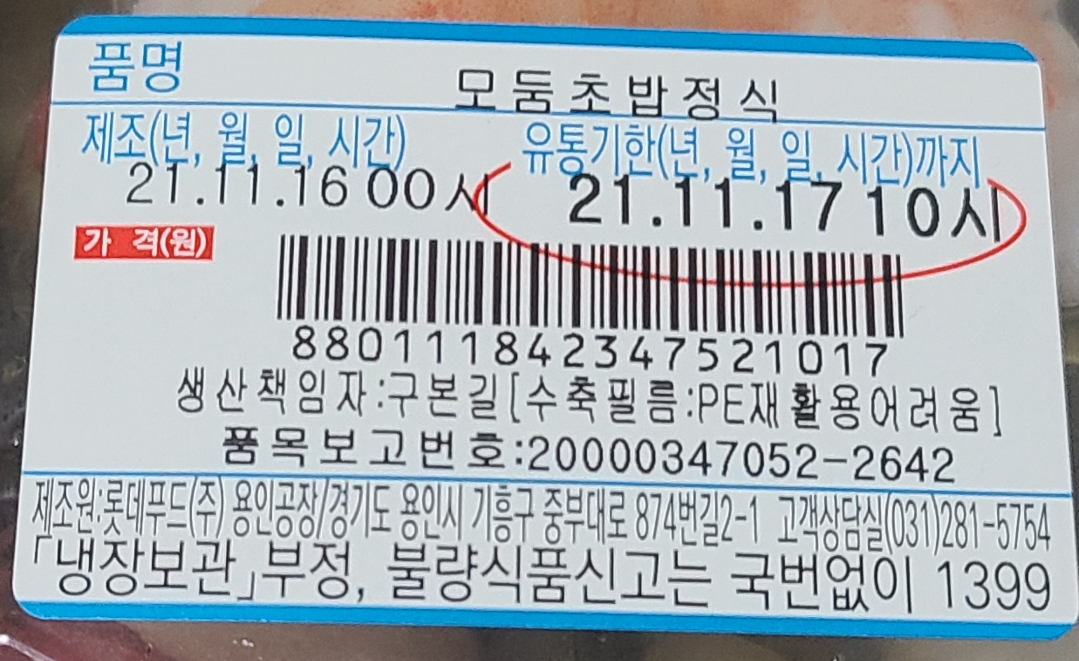 품명
모둠초밥정식
제조(년, 월, 일, 시간) 유통기한(년, 월, 일, 시간)까지
21.11.16 00시 21.11.17 10시
가 격(원)
880111842347521017
생산책임자:구본길[수축필름:PE재활용어려움]
품목보고번호:20000347052-2642
제조원:롯데푸드(주) 용인공장/경기도 용인시 기흥구 중부대로 874번길2-1 고객상담실(031)281-5754
「냉장보관」부정, 불량식품신고는 국번없이 1399